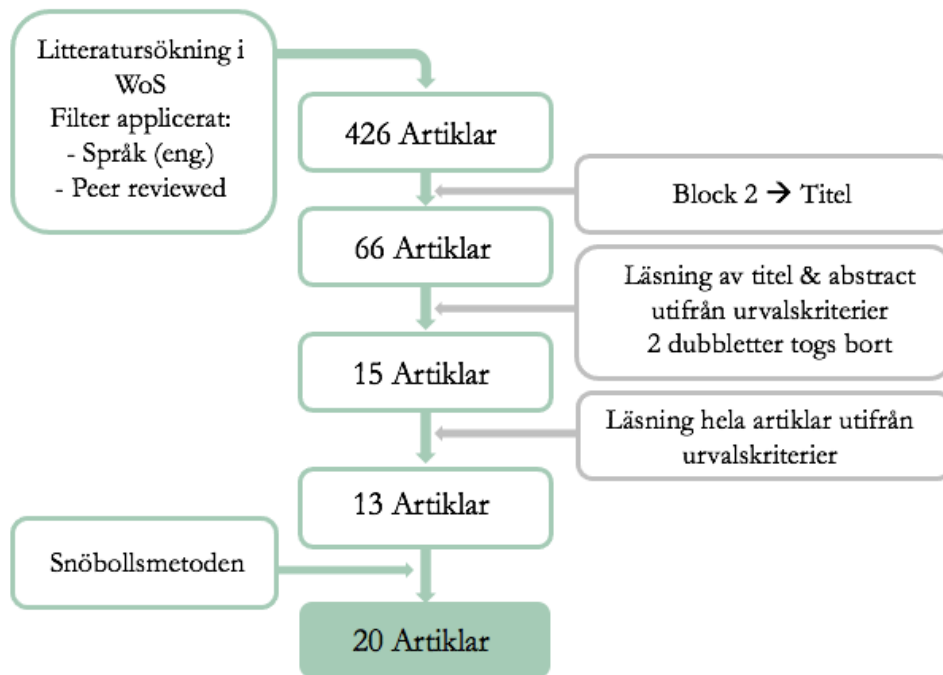 Litteratursökning i
WoS
Filter applicerat:
- Språk (eng.)
- Peer reviewed
426 Artiklar
Block 2 → Titel
66 Artiklar
Läsning av titel & abstract
utifrån urvalskriterier
2 dubbletter togs bort
15 Artiklar
Läsning hela artiklar utifrån
urvalskriterier
13 Artiklar
Snöbollsmetoden
20 Artiklar